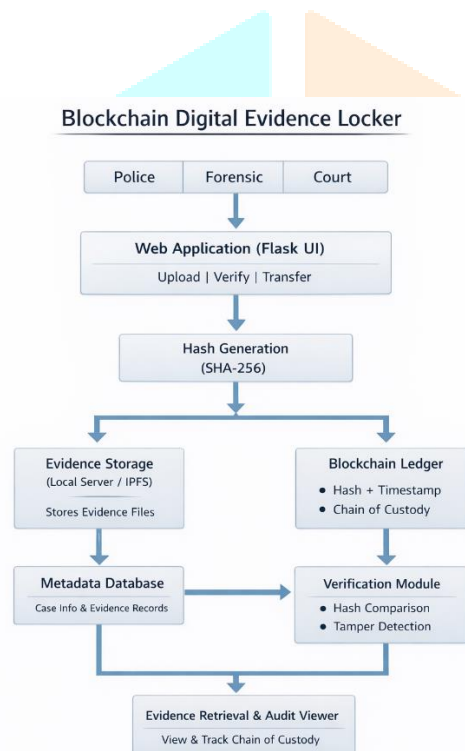 Blockchain Digital Evidence Locker
Police Forensic Court
Web Application (Flask UI)
Upload | Verify | Transfer
Hash Generation
(SHA-256)
Evidence Storage
(Local Server / IPFS)
Stores Evidence Files
Blockchain Ledger
● Hash + Timestamp
● Chain of Custody
Metadata Database
Case Info & Evidence Records
Verification Module
● Hash Comparison
● Tamper Detection
Evidence Retrieval & Audit Viewer
View & Track Chain of Custody